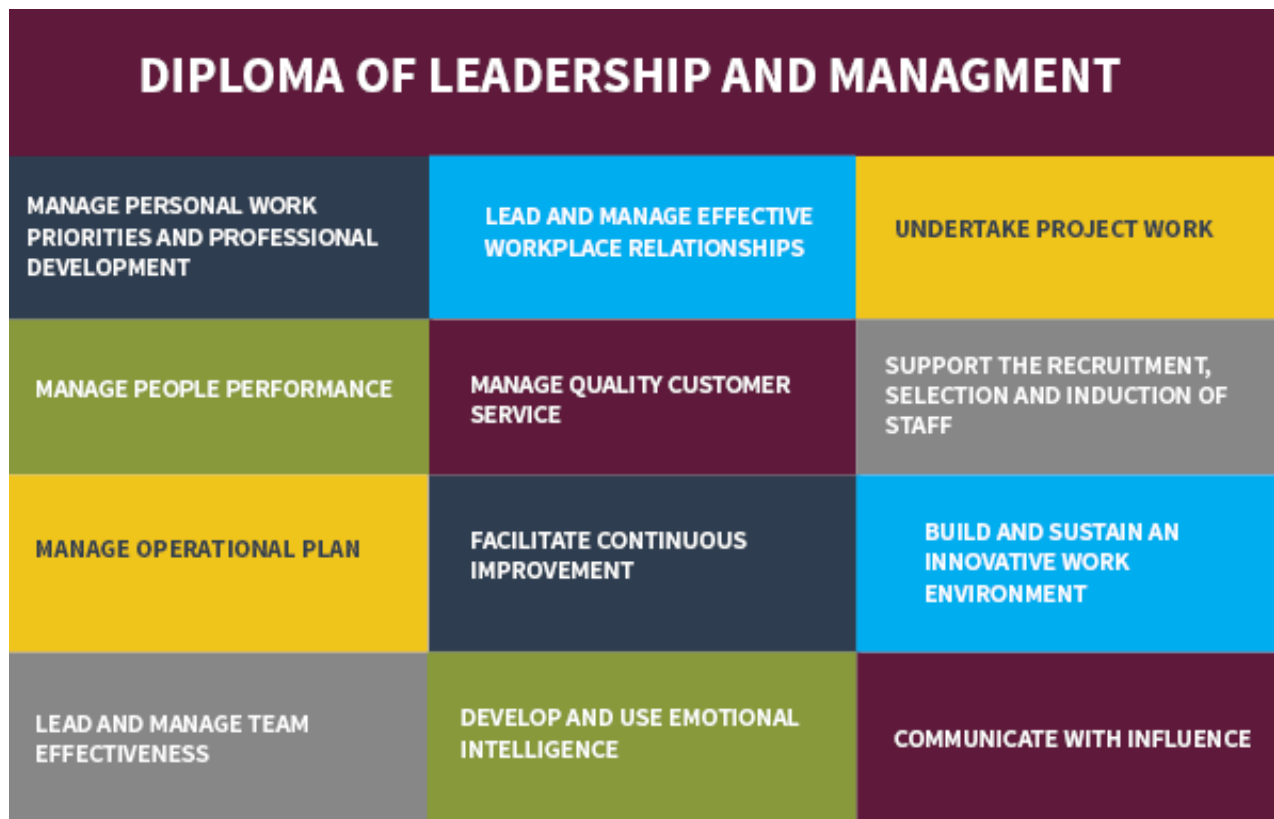 DIPLOMA OF LEADERSHIP AND MANAGMENT
MANAGE PERSONAL WORK
PRIORITIES AND PROFESSIONAL
DEVELOPMENT
LEAD AND MANAGE EFFECTIVE
WORKPLACE RELATIONSHIPS
UNDERTAKE PROJECT WORK
MANAGE PEOPLE PERFORMANCE
MANAGE QUALITY CUSTOMER
SERVICE
SUPPORT THE RECRUITMENT,
SELECTION AND INDUCTION OF
STAFF
MANAGE OPERATIONAL PLAN
FACILITATE CONTINUOUS
IMPROVEMENT
BUILD AND SUSTAIN AN
INNOVATIVE WORK
ENVIRONMENT
LEAD AND MANAGE TEAM
EFFECTIVENESS
DEVELOP AND USE EMOTIONAL
INTELLIGENCE
COMMUNICATE WITH INFLUENCE